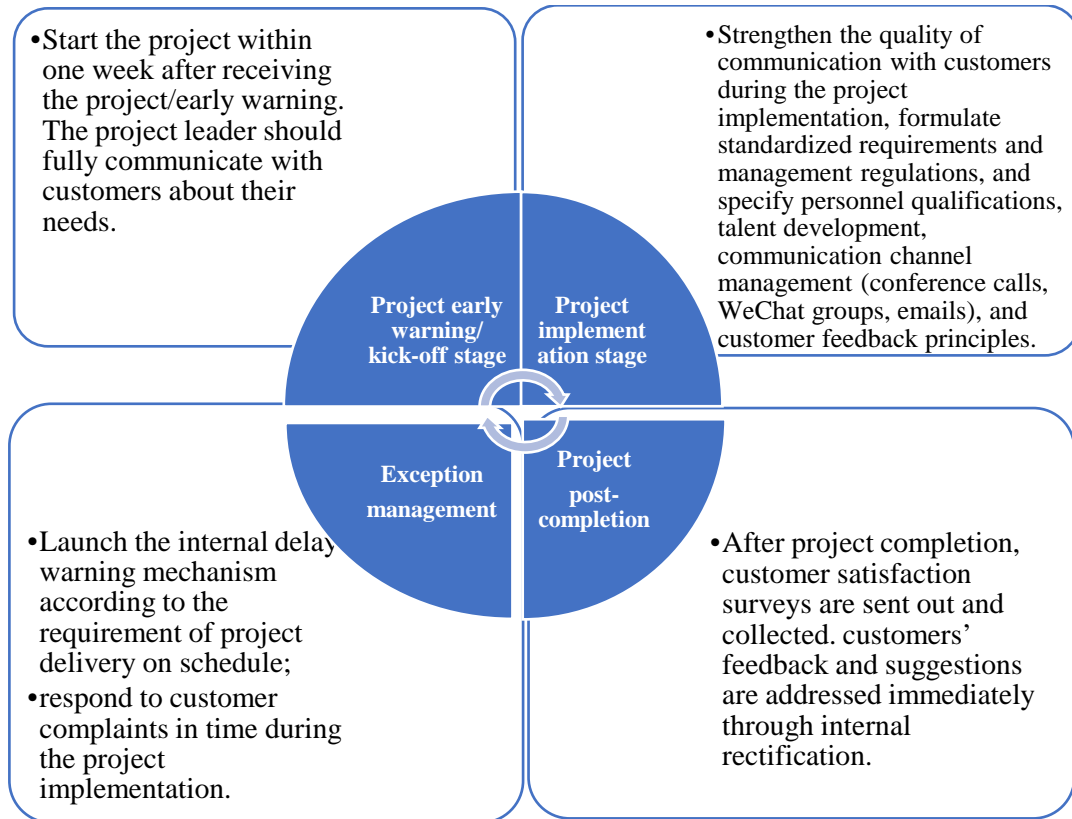 •Start the project within
one week after receiving
the project/early warning.
The project leader should
fully communicate with
customers about their
needs.
•Strengthen the quality of
communication with customers
during the project
implementation, formulate
standardized requirements and
management regulations, and
specify personnel qualifications,
talent development,
communication channel
management (conference calls,
WeChat groups, emails), and
customer feedback principles.
Project early
warning/
kick-off stage
Project
implement
ation stage
Exception
management
Project
post-
completion
•Launch the internal delay
warning mechanism
according to the
requirement of project
delivery on schedule;
•respond to customer
complaints in time during
the project
implementation.
•After project completion,
customer satisfaction
surveys are sent out and
collected. customers’
feedback and suggestions
are addressed immediately
through internal
rectification.